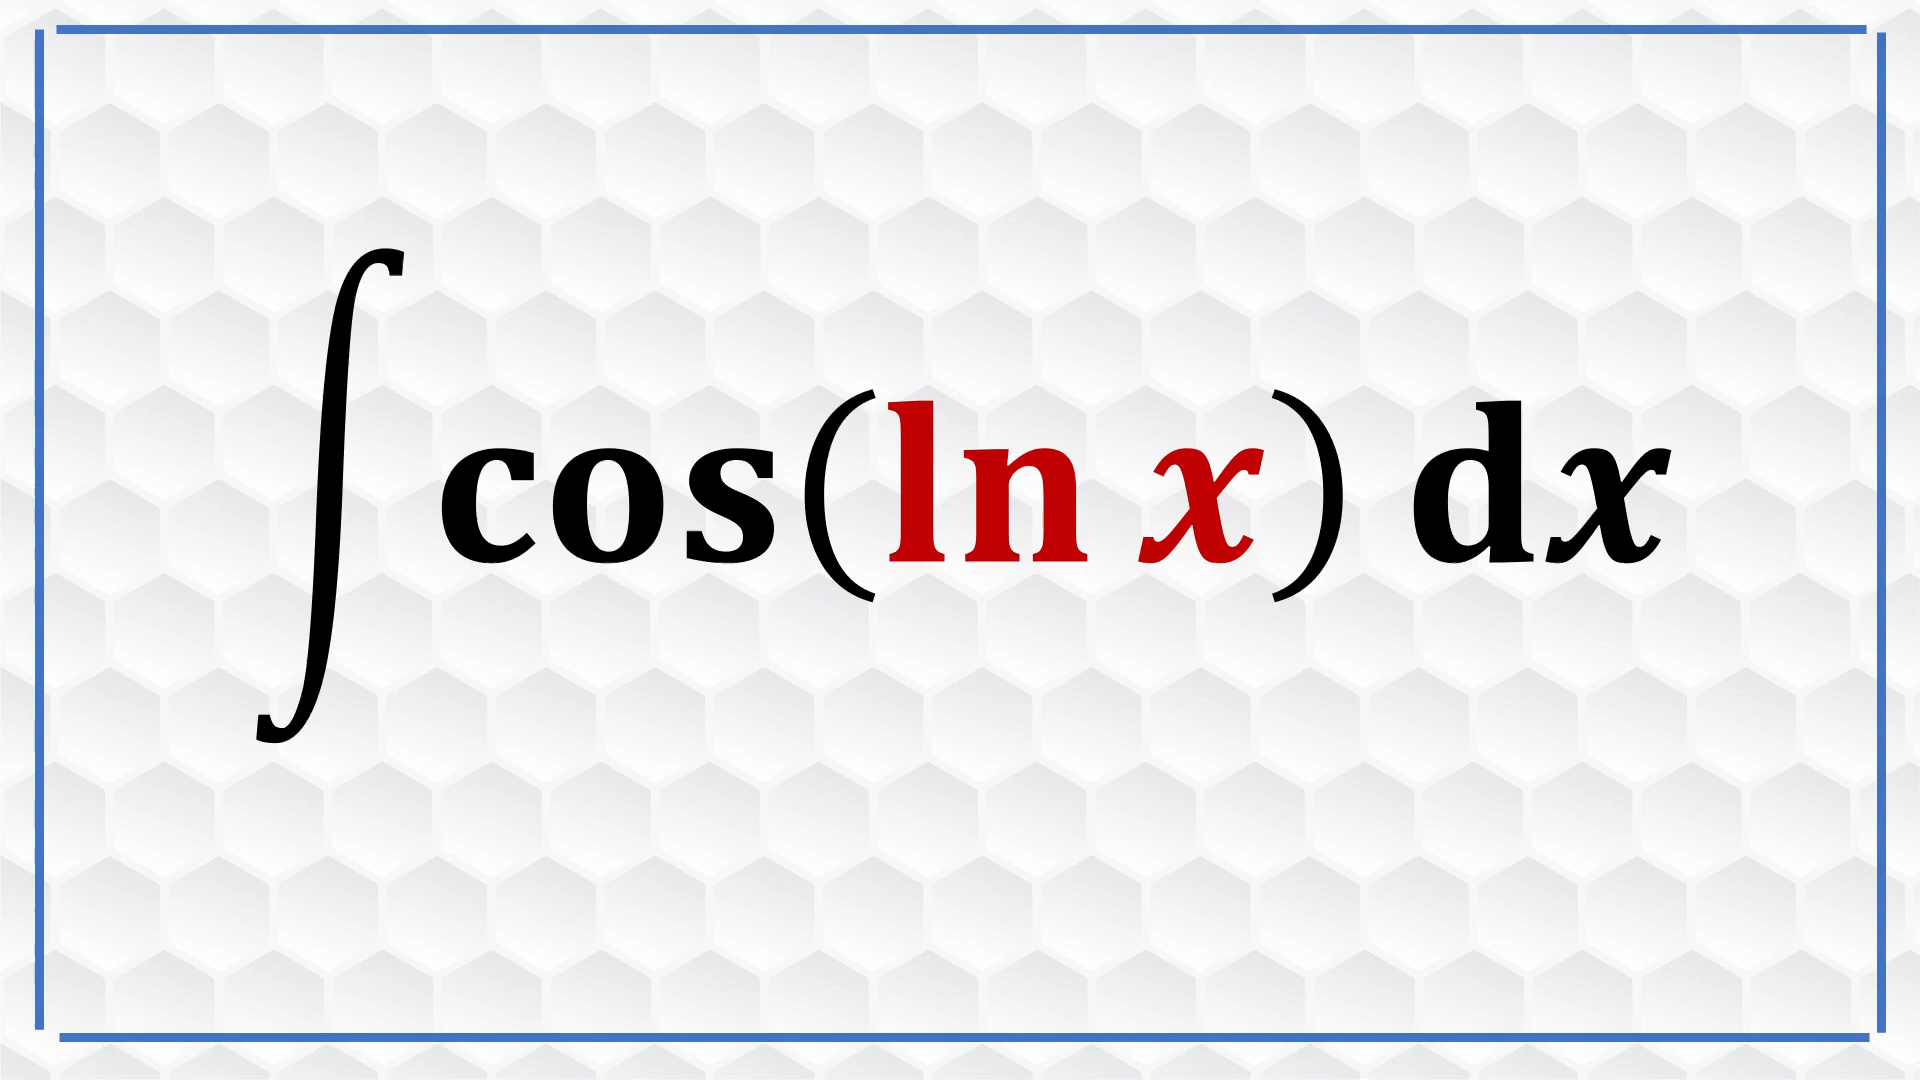 ∫ cos(ln x) dx